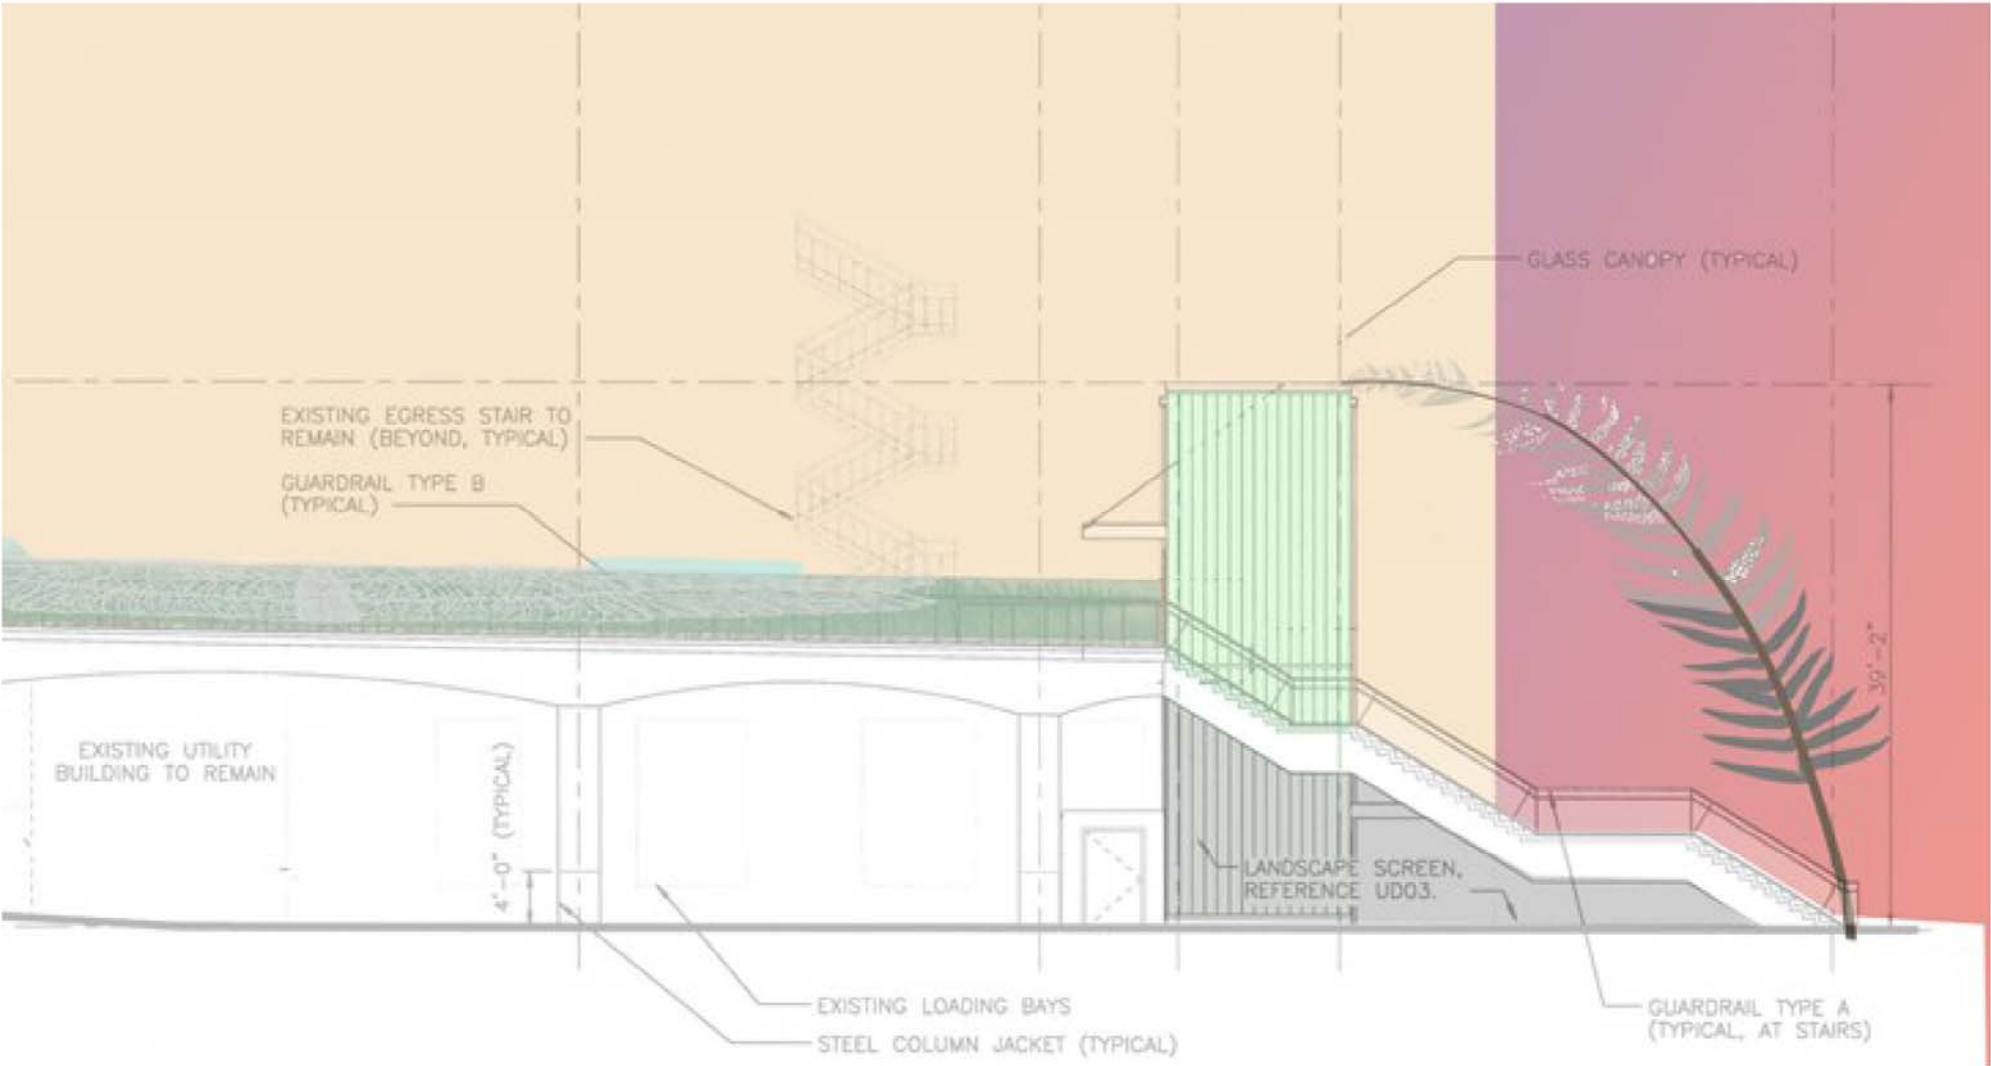 GLASS CANOPY (TYPICAL)
EXISTING EGRESS STAIR TO
REMAIN (BEYOND, TYPICAL)
GUARDRAIL TYPE B
(TYPICAL)
39'-2"
EXISTING UTILITY
BUILDING TO REMAIN
4'-0" (TYPICAL)
LANDSCAPE SCREEN,
REFERENCE UD03.
EXISTING LOADING BAYS
STEEL COLUMN JACKET (TYPICAL)
GUARDRAIL TYPE A
(TYPICAL, AT STAIRS)